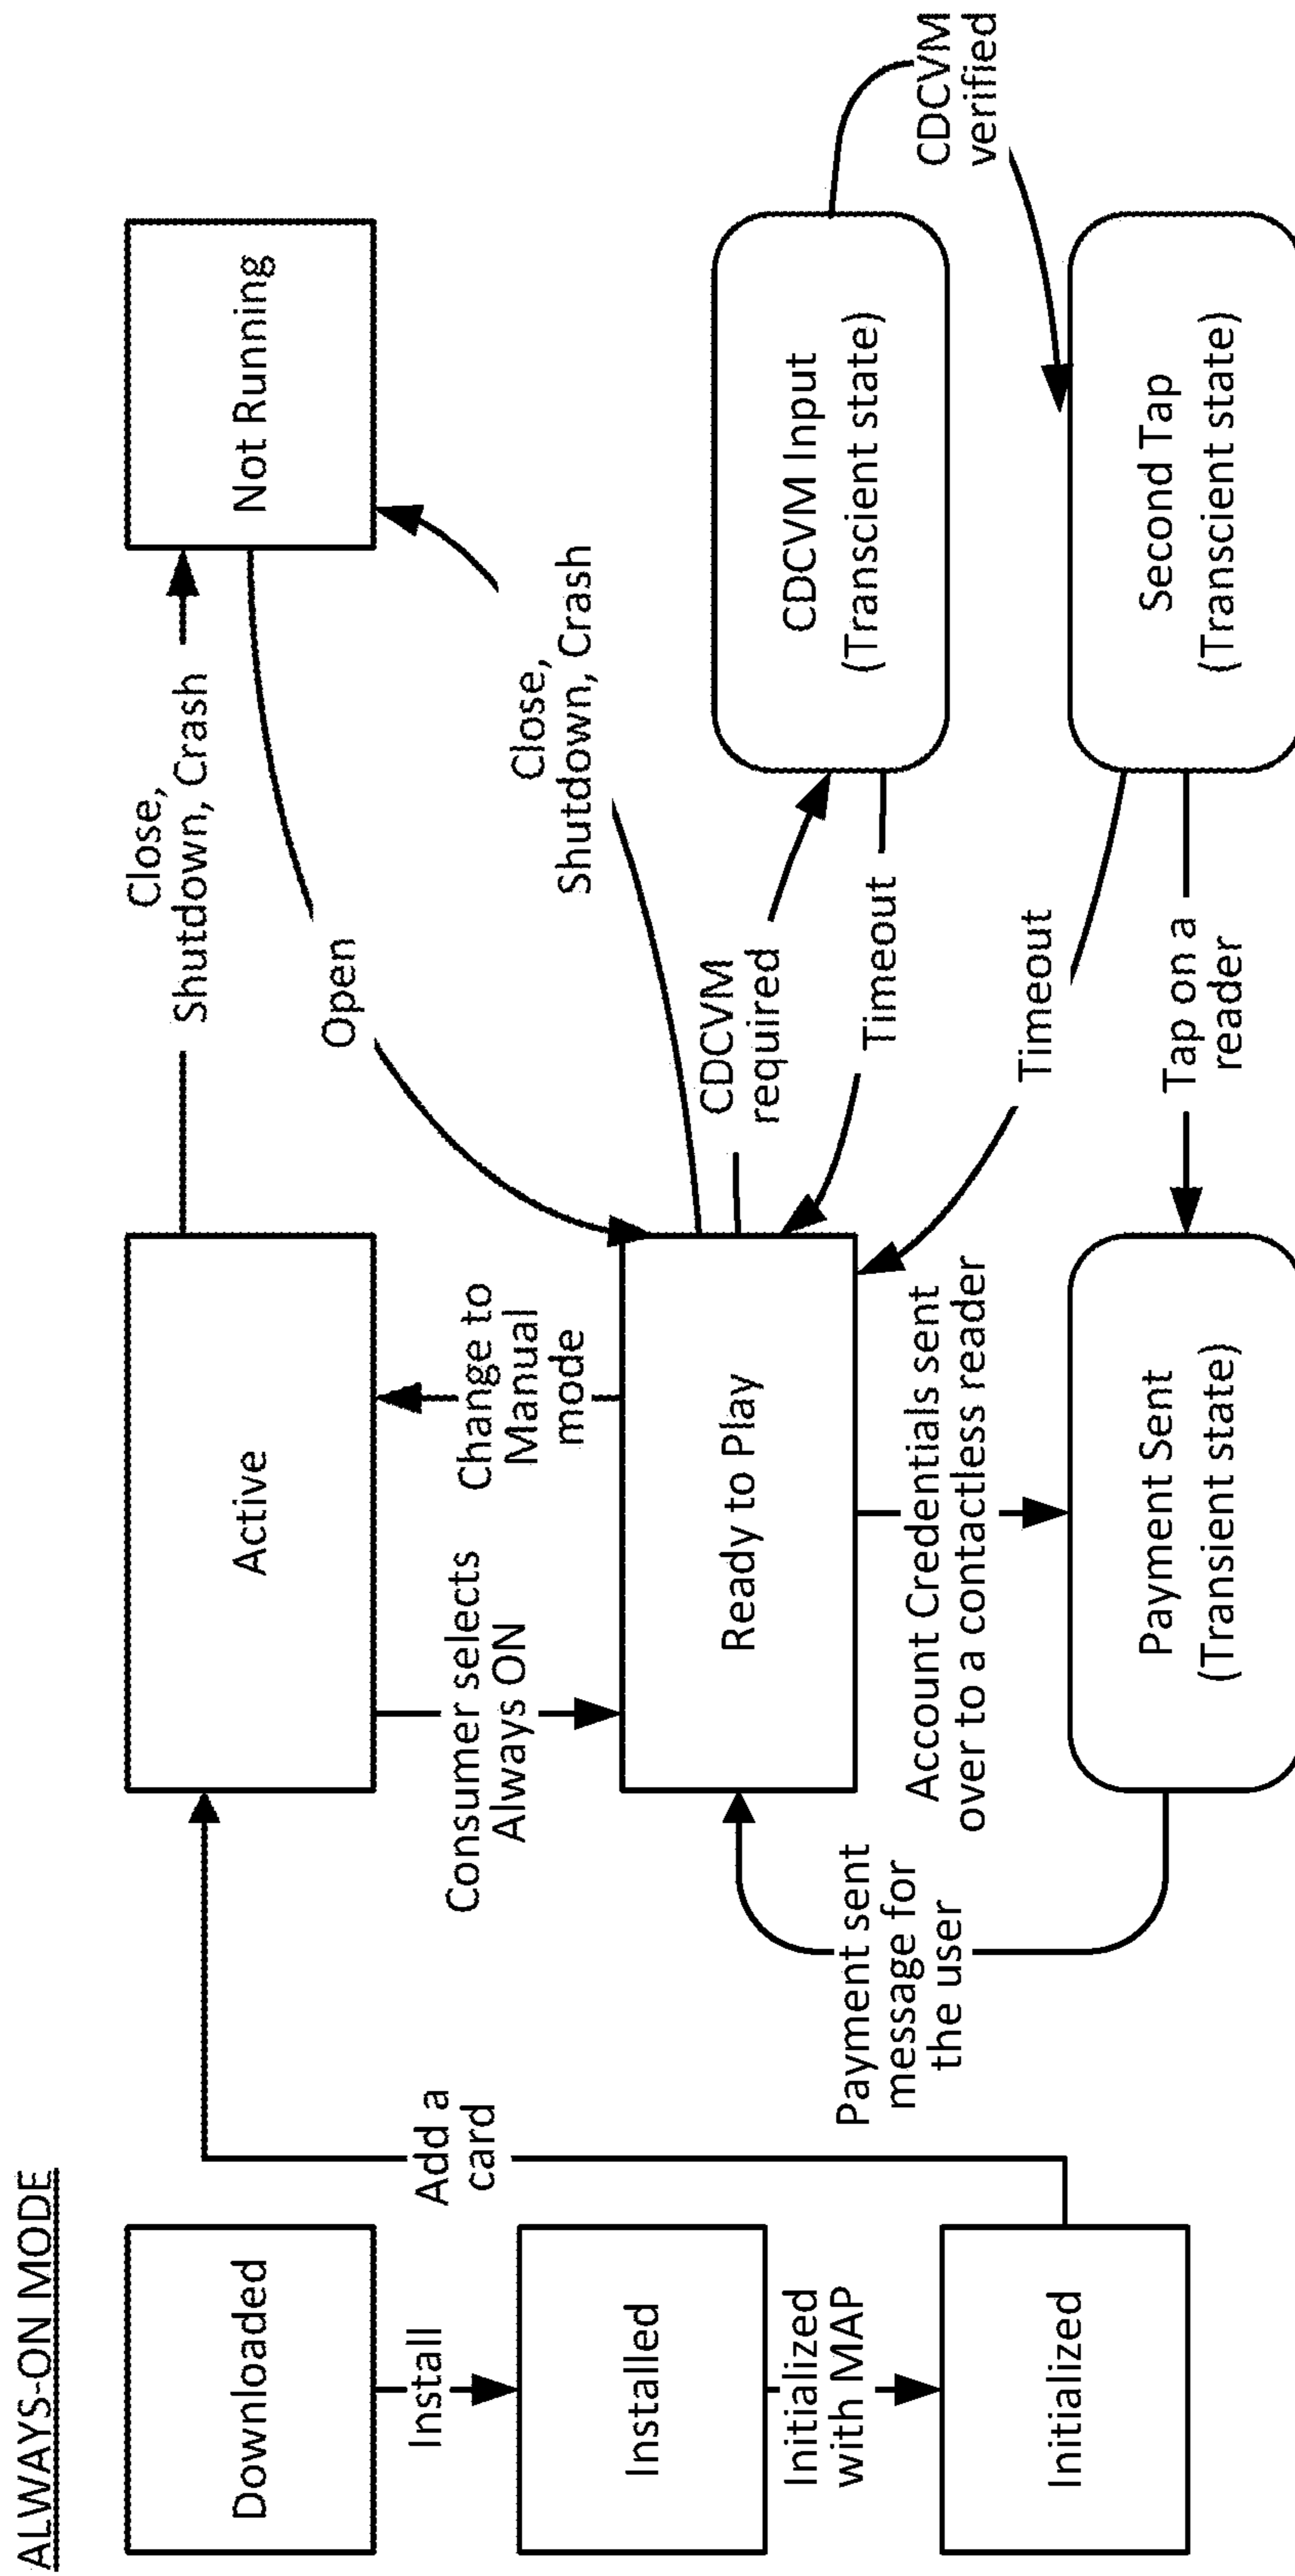 ALWAYS-ON MODE
Downloaded
Install
Installed
Initialized
with MAP
Initialized
Add a
card
Active
Close,
Shutdown, Crash
Not Running
Open
Consumer selects
Always ON
Change to
Manual
mode
Close,
Shutdown, Crash
Ready to Play
CDCVM
required
Timeout
CDCVM Input
(Transcient state)
CDCVM
verified
Timeout
Account Credentials sent
over to a contactless reader
Payment sent
message for
the user
Payment Sent
(Transient state)
Tap on a
reader
Second Tap
(Transcient state)